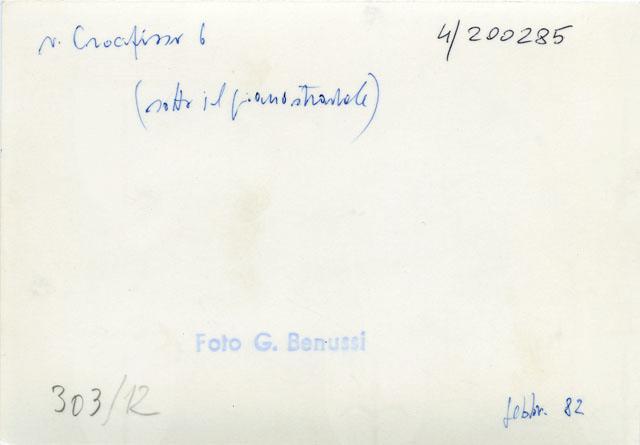 v. Crocifisso 6
4/200285
(sotto il piano stradale)
Foto G. Benussi
303/12
febbr. 82